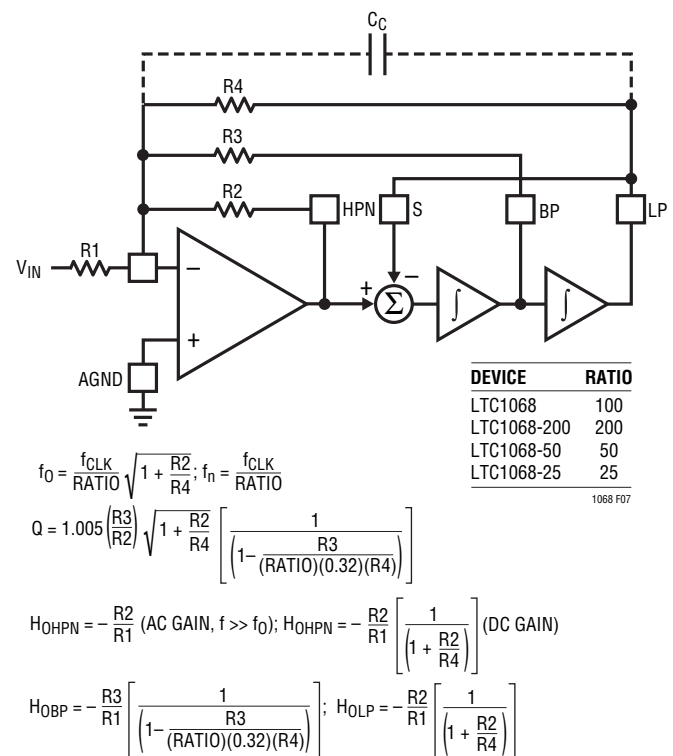 C_C
R4
R3
R2
HPN S BP LP
R1
V_IN
−
+
+ −
Σ
∫ ∫
AGND
DEVICE RATIO
LTC1068 100
LTC1068-200 200
LTC1068-50 50
LTC1068-25 25
1068 F07
f_O = f_CLK/RATIO √(1 + R2/R4); f_n = f_CLK/RATIO
Q = 1.005 (R3/R2) √(1 + R2/R4) [1/(1− R3/((RATIO)(0.32)(R4)))]
H_OHPN = − R2/R1 (AC GAIN, f >> f_O); H_OHPN = − R2/R1 [1/(1 + R2/R4)] (DC GAIN)
H_OBP = − R3/R1 [1/(1− R3/((RATIO)(0.32)(R4)))]; H_OLP = − R2/R1 [1/(1 + R2/R4)]